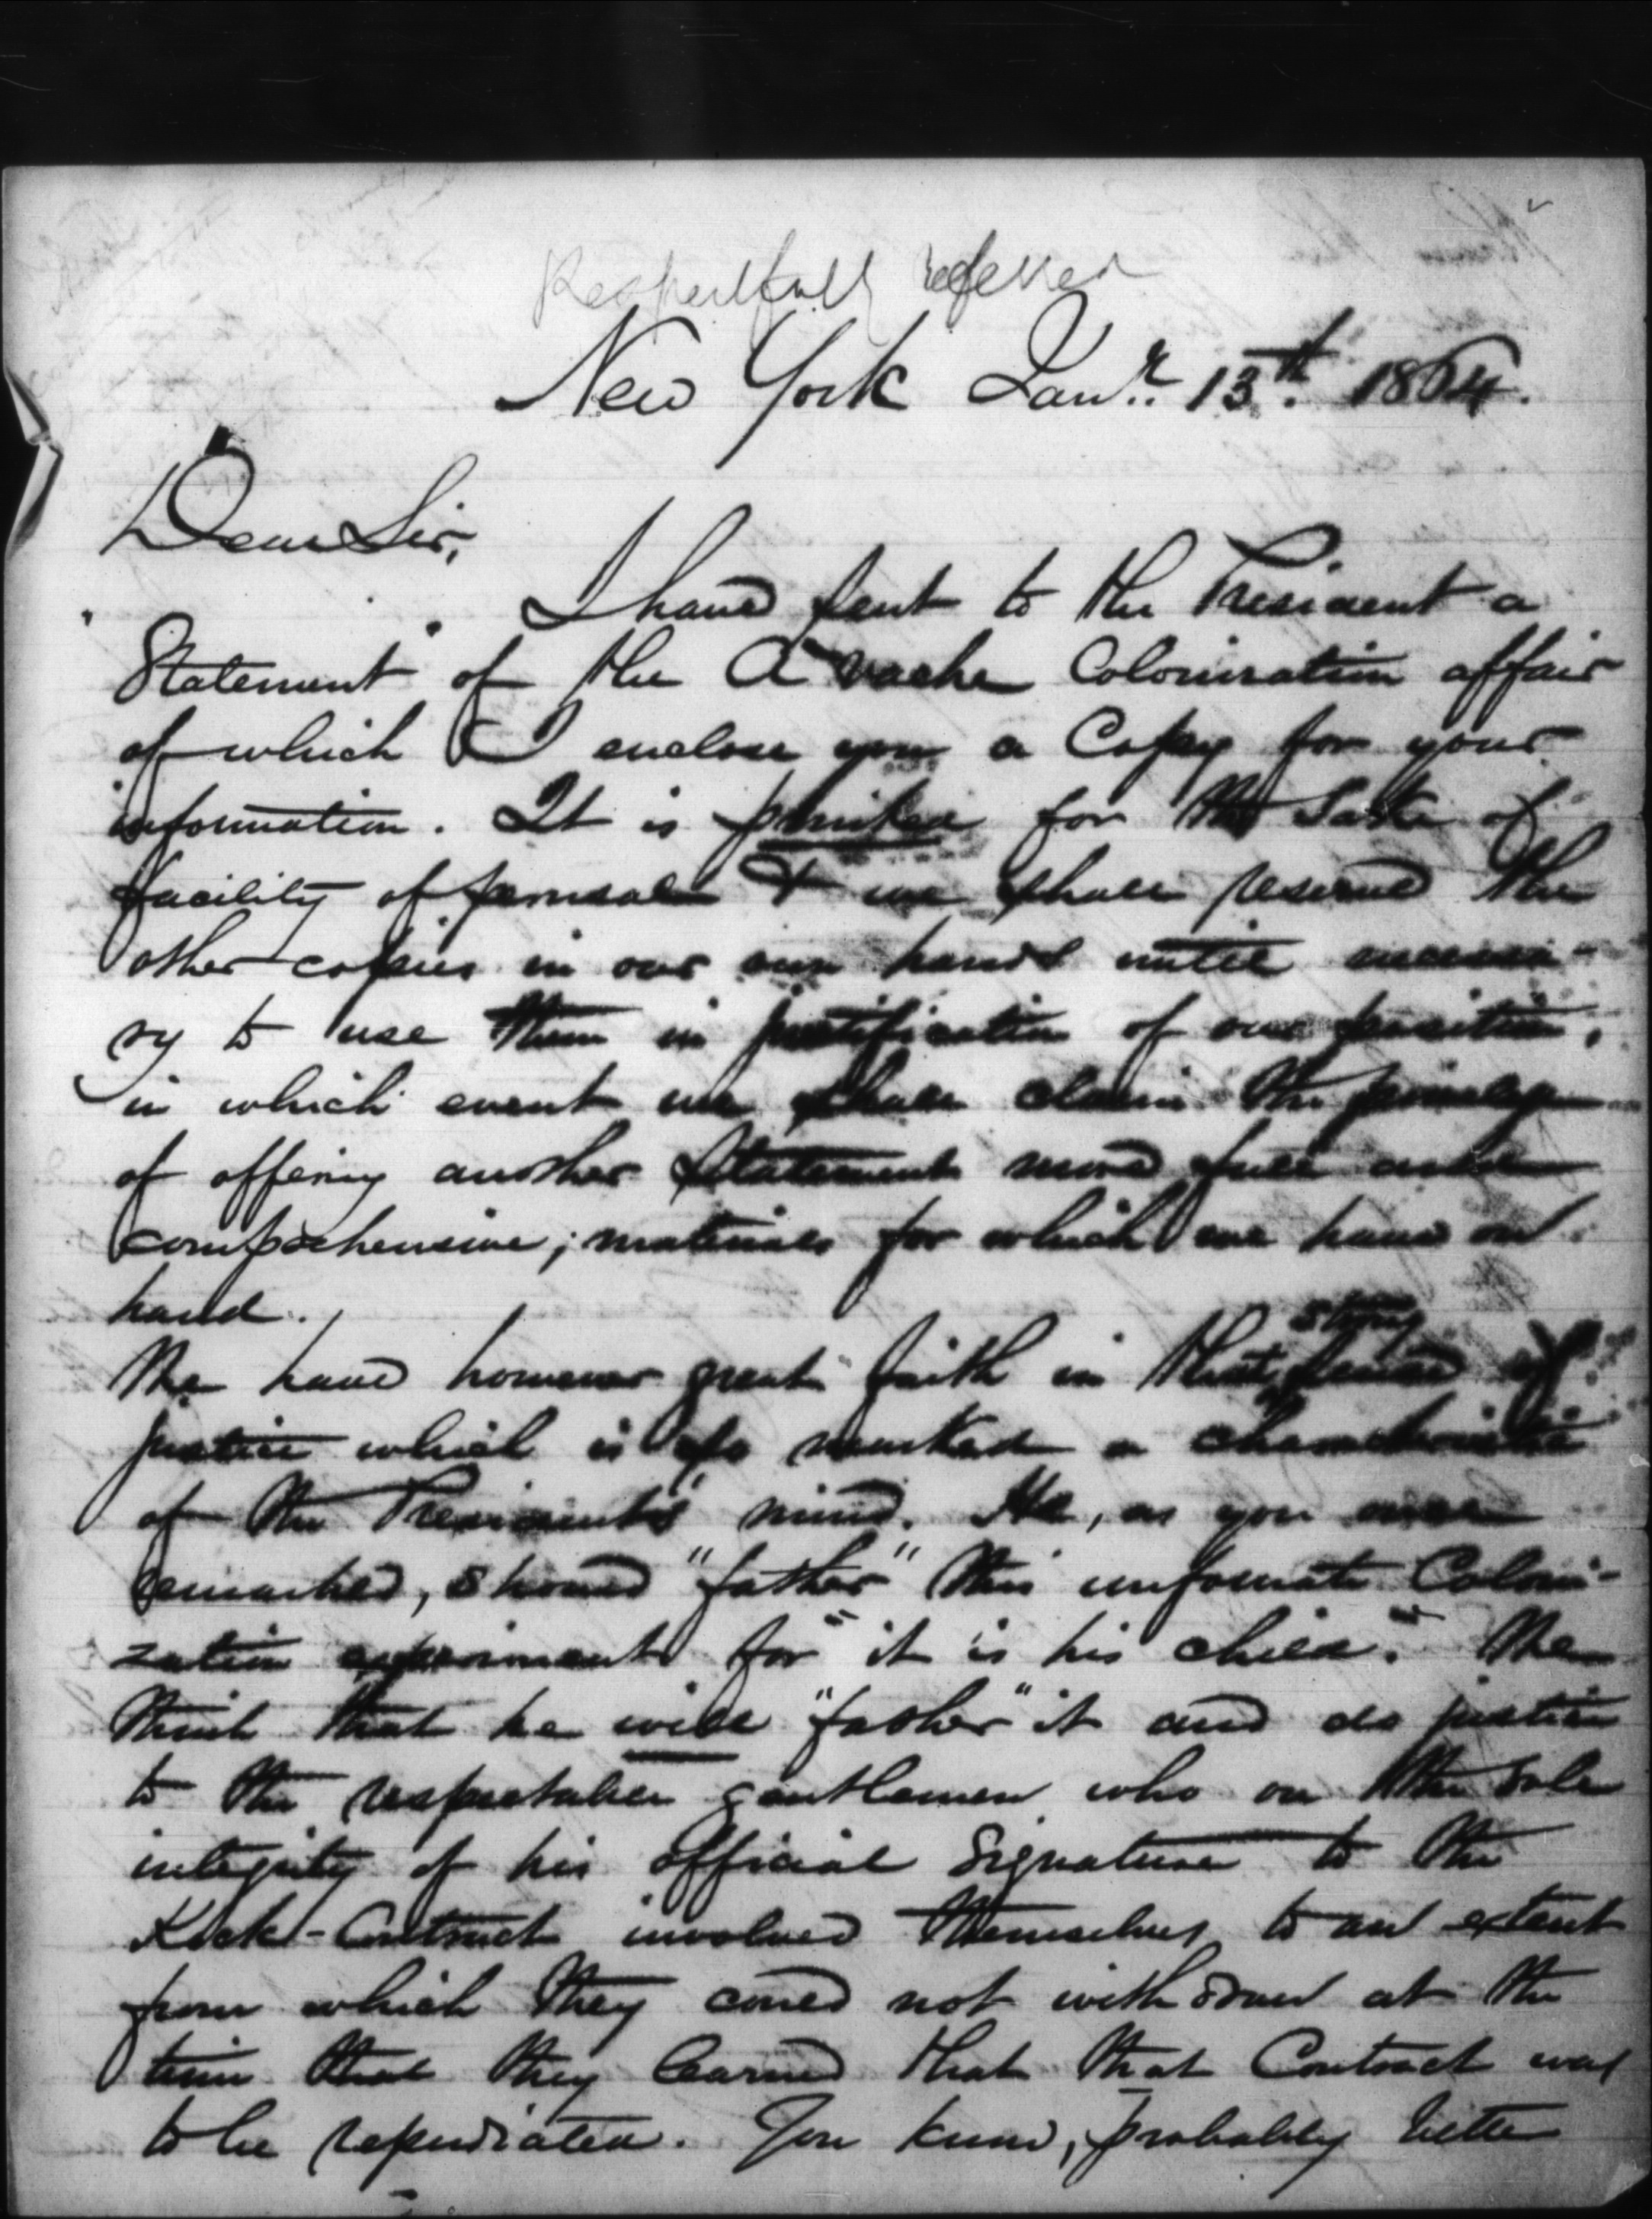 Respectfully referred
New York Jany. 13th. 1864.
Dear Sir,
I have sent to the President a
Statement of the A'vache Colonization affair
of which I enclose you a Copy for your
information. It is printed for the Sake of
facility of perusal & we shall reserve the
other copies in our own hands until necessa-
ry to use them in justification of our position,
in which event we shall claim the privilege
of offering another Statement more full and
comprehensive; materials for which we have on
hand.
We have however great faith in that strong sense of
justice which is so marked a characteristic
of the President's mind. He, as you once
remarked, should "father" this unfortunate Coloni-
zation experiment for "it is his child". We
think that he will "father" it and do justice
to the respectable gentlemen who on the sole
integrity of his official Signature to the
Kock-Contract involved themselves to an extent
from which they could not withdraw at the
time that they learned that that Contract was
to be repudiated. You know, probably better